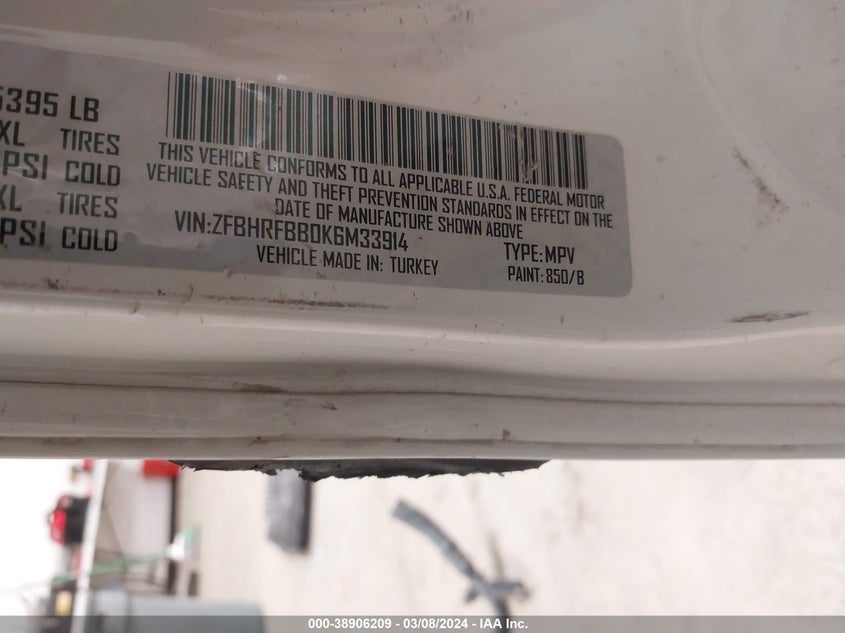 5395 LB
XL TIRES
PSI COLD
XL TIRES
PSI COLD
THIS VEHICLE CONFORMS TO ALL APPLICABLE U.S.A. FEDERAL MOTOR
VEHICLE SAFETY AND THEFT PREVENTION STANDARDS IN EFFECT ON THE
DATE OF MANUFACTURE SHOWN ABOVE
VIN:ZFBHRFBB0K6M33914
TYPE:MPV
VEHICLE MADE IN: TURKEY
PAINT:850/B
000-38906209 - 03/08/2024 - IAA Inc.